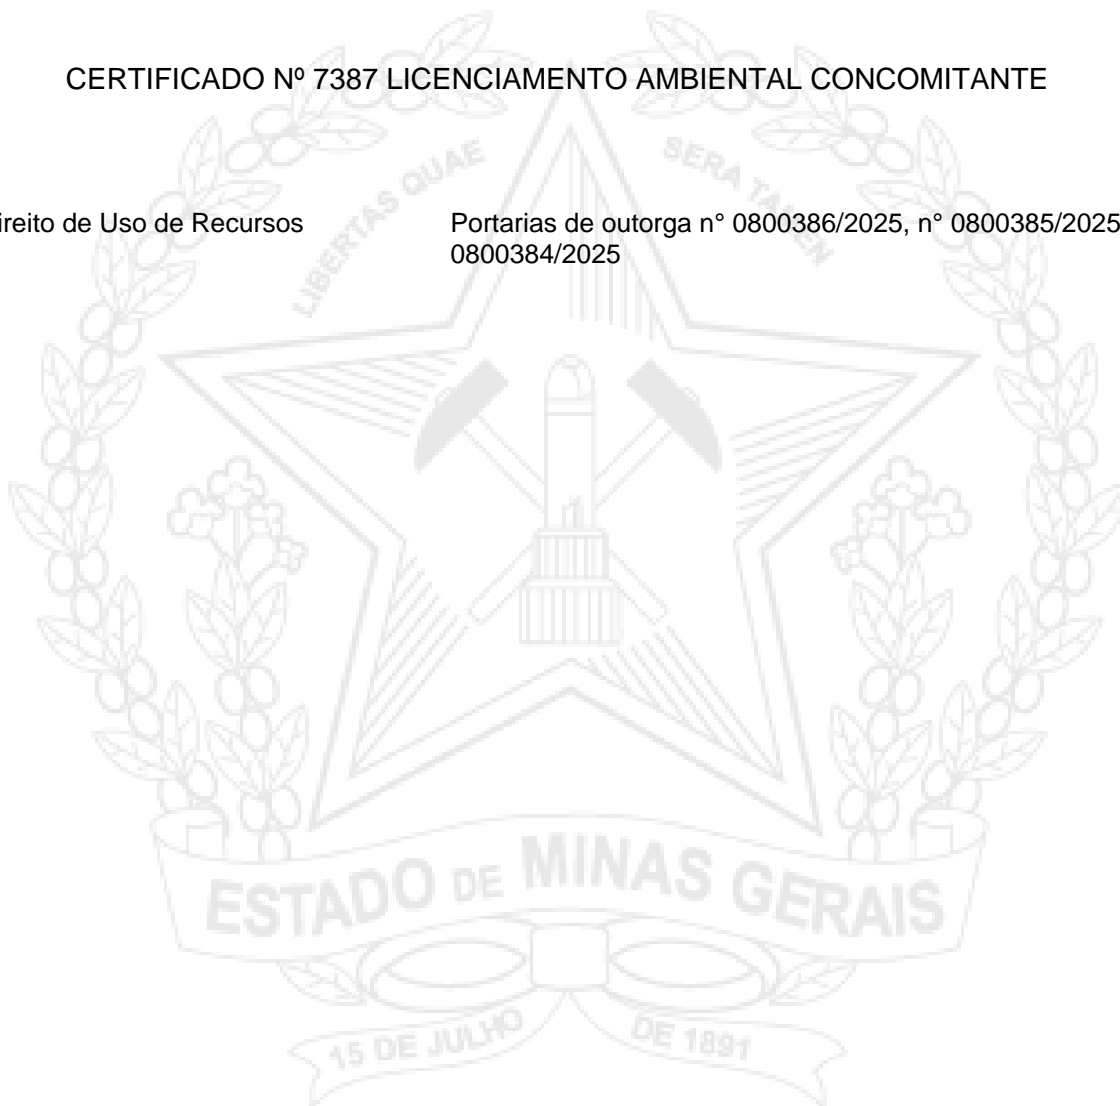 CERTIFICADO Nº 7387 LICENCIAMENTO AMBIENTAL CONCOMITANTE
LIBERTAS QUAE SERA TAMEN
ireito de Uso de Recursos
Portarias de outorga n° 0800386/2025, n° 0800385/2025
0800384/2025
ESTADO DE MINAS GERAIS
15 DE JULHO DE 1891